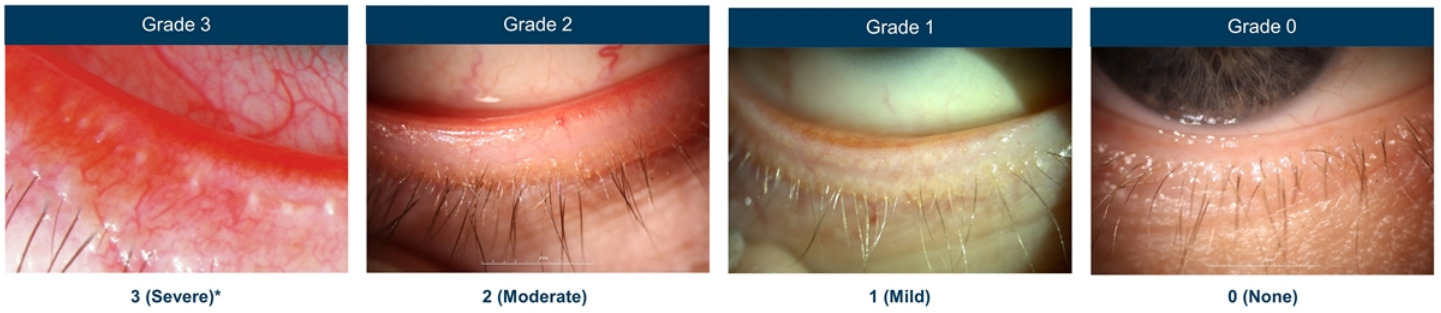 Grade 3
Grade 2
Grade 1
Grade 0
3 (Severe)*
2 (Moderate)
1 (Mild)
0 (None)